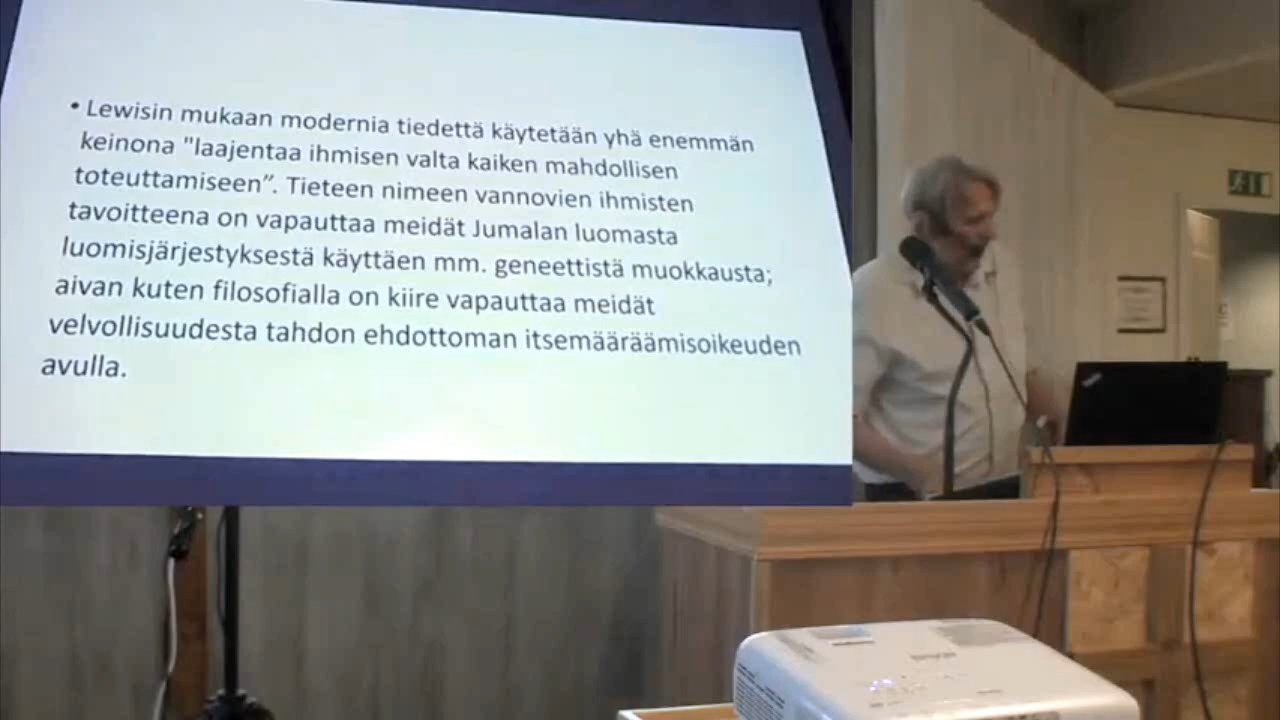 • Lewisin mukaan modernia tiedettä käytetään yhä enemmän
keinona "laajentaa ihmisen valta kaiken mahdollisen
toteuttamiseen”. Tieteen nimeen vannovien ihmisten
tavoitteena on vapauttaa meidät Jumalan luomasta
luomisjärjestyksestä käyttäen mm. geneettistä muokkausta;
aivan kuten filosofialla on kiire vapauttaa meidät
velvollisuudesta tahdon ehdottoman itsemääräämisoikeuden
avulla.